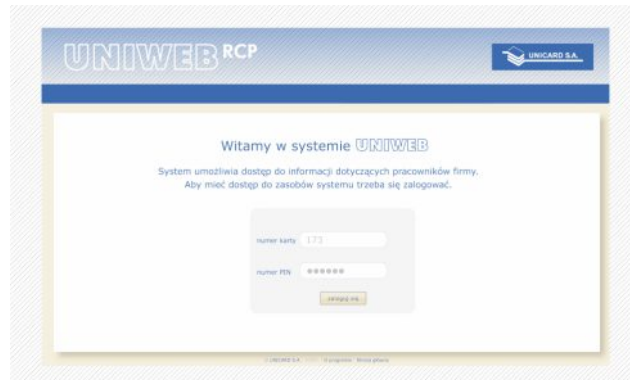 UNIWEB RCP
UNICARD S.A.
Witamy w systemie UNIWEB
System umożliwia dostęp do informacji dotyczących pracowników firmy.
Aby mieć dostęp do zasobów systemu trzeba się zalogować.
numer karty 173
numer PIN ●●●●●●
zaloguj się
UNICARD S.A.